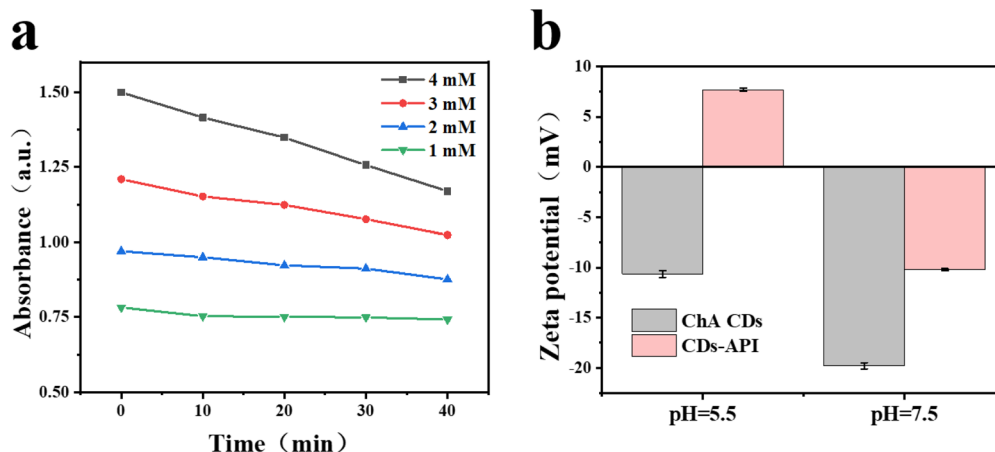 a
Absorbance（a.u.）
1.50
1.25
1.00
0.75
0.50
4 mM
3 mM
2 mM
1 mM
0 10 20 30 40
Time（min）
b
Zeta potential（mV）
10
5
0
-5
-10
-15
-20
ChA CDs
CDs-API
pH=5.5 pH=7.5